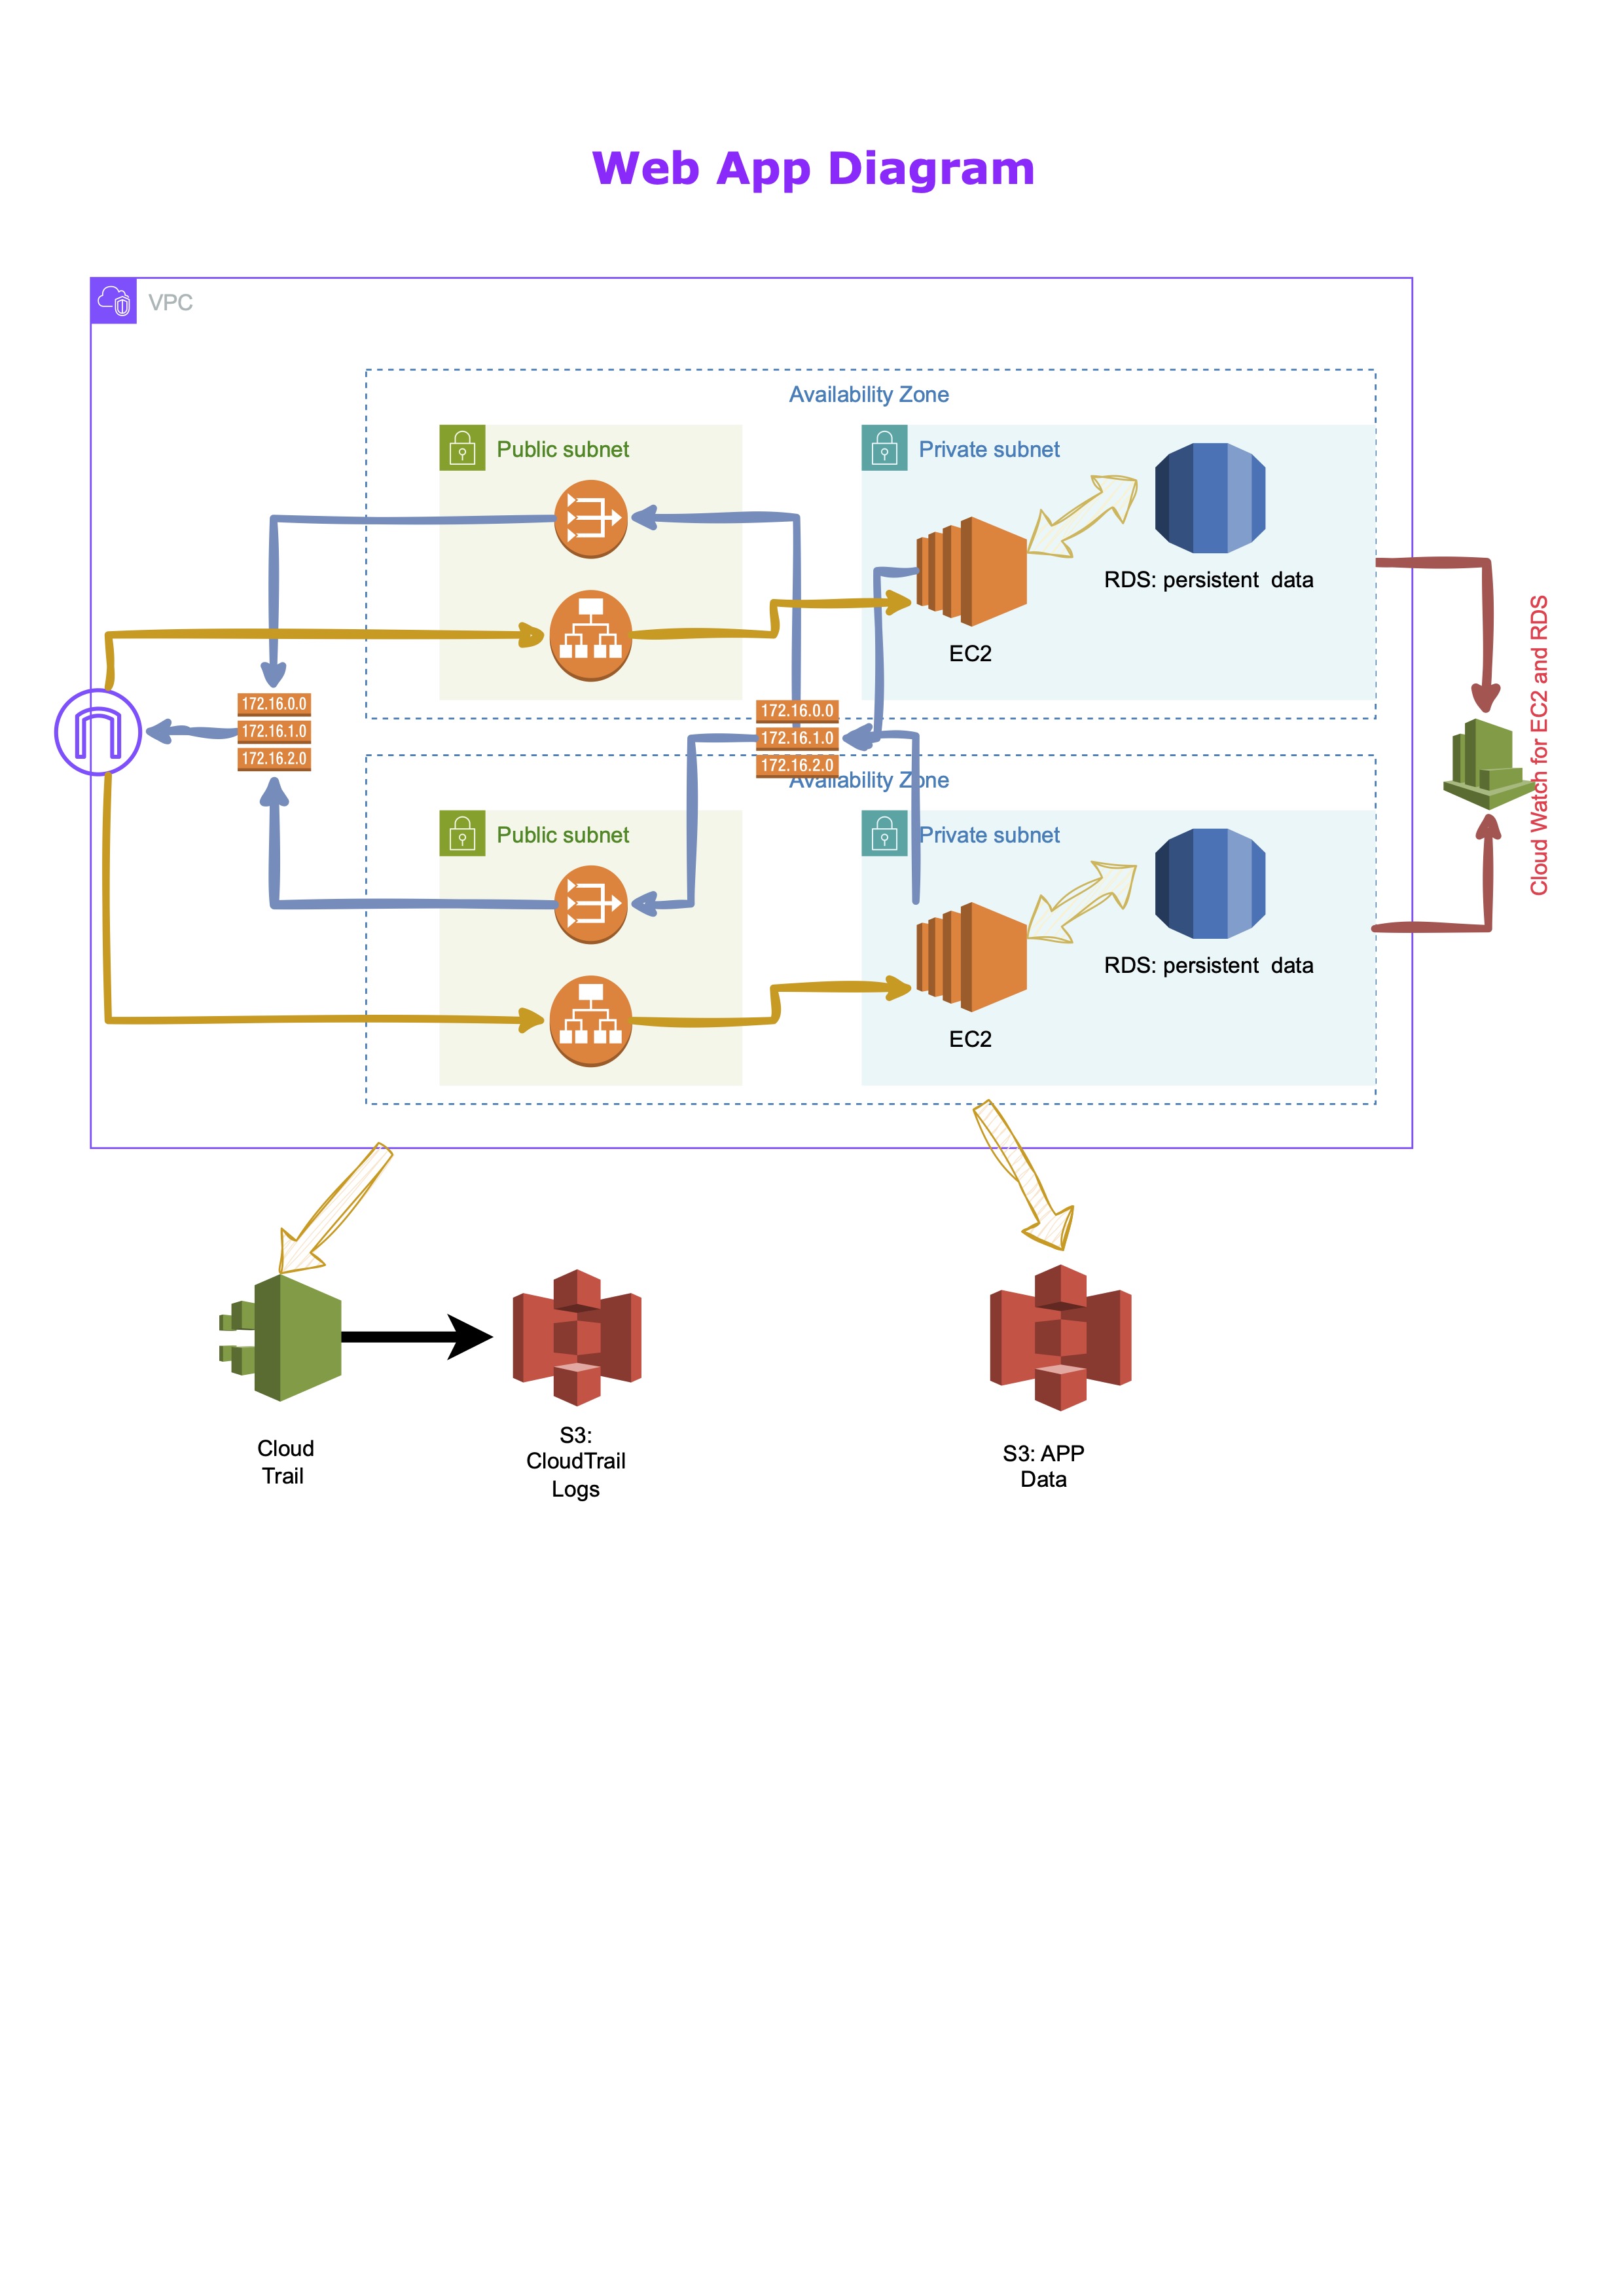 Web App Diagram
VPC
Availability Zone
Public subnet
Private subnet
RDS: persistent  data
EC2
172.16.0.0
172.16.1.0
172.16.2.0
172.16.0.0
172.16.1.0
172.16.2.0
Cloud Watch for EC2 and RDS
Availability Zone
Public subnet
Private subnet
RDS: persistent  data
EC2
Cloud
Trail
S3:
CloudTrail
Logs
S3: APP
Data